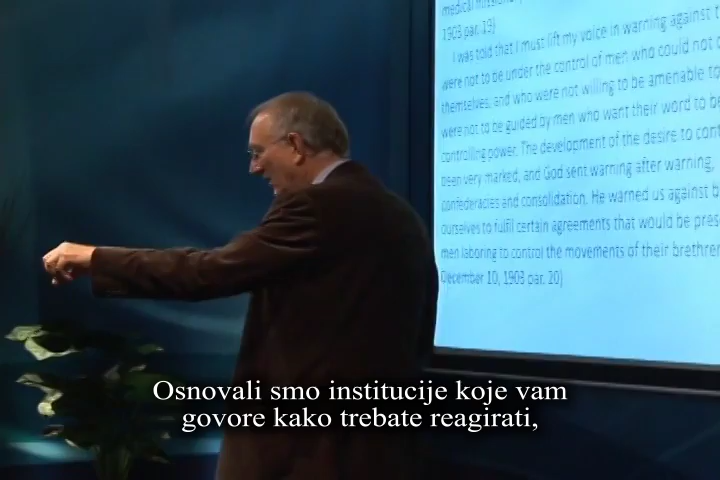 medical missions
1903 par. 19)
I was told that I must lift my voice in warning against
were not to be under the control of men who could not
themselves, and who were not willing to be amenable to
were not to be guided by men who want their word to be
controlling power. The development of the desire to
been very marked, and God sent warning after warning,
confederacies and consolidation. He warned us against
ourselves to fulfil certain agreements that would be
men laboring to control the movements of their
December 10, 1903 par. 20)
Osnovali smo institucije koje vam
govore kako trebate reagirati,